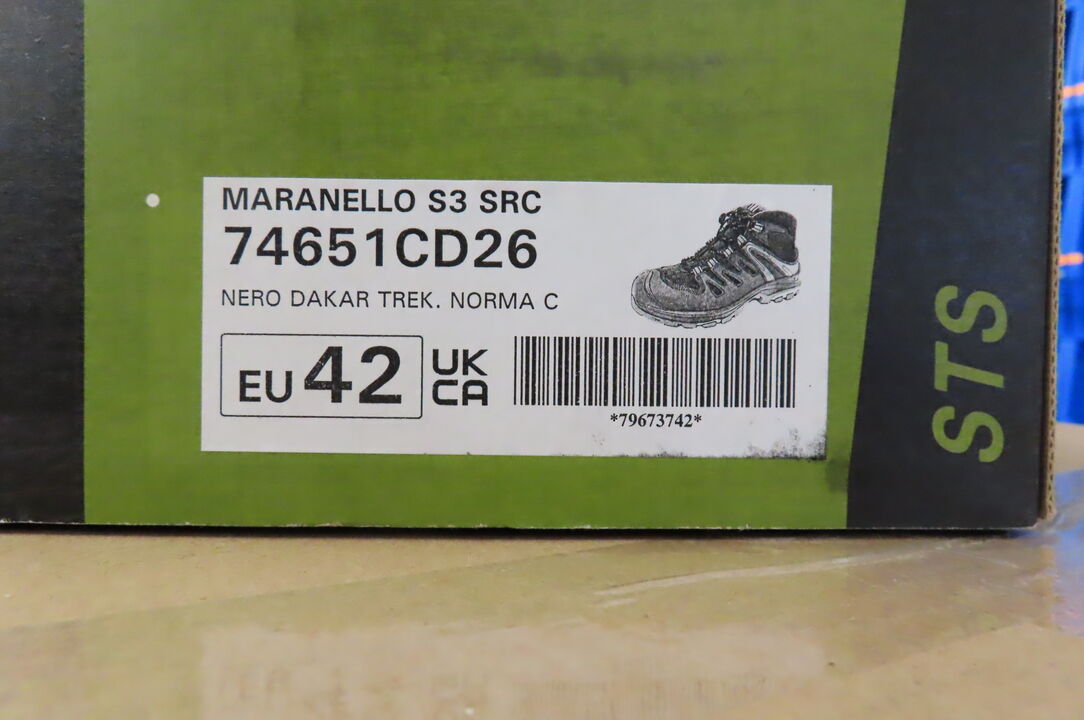 MARANELLO S3 SRC
74651CD26
NERO DAKAR TREK. NORMA C
EU 42
UK
CA
*79673742*
STS